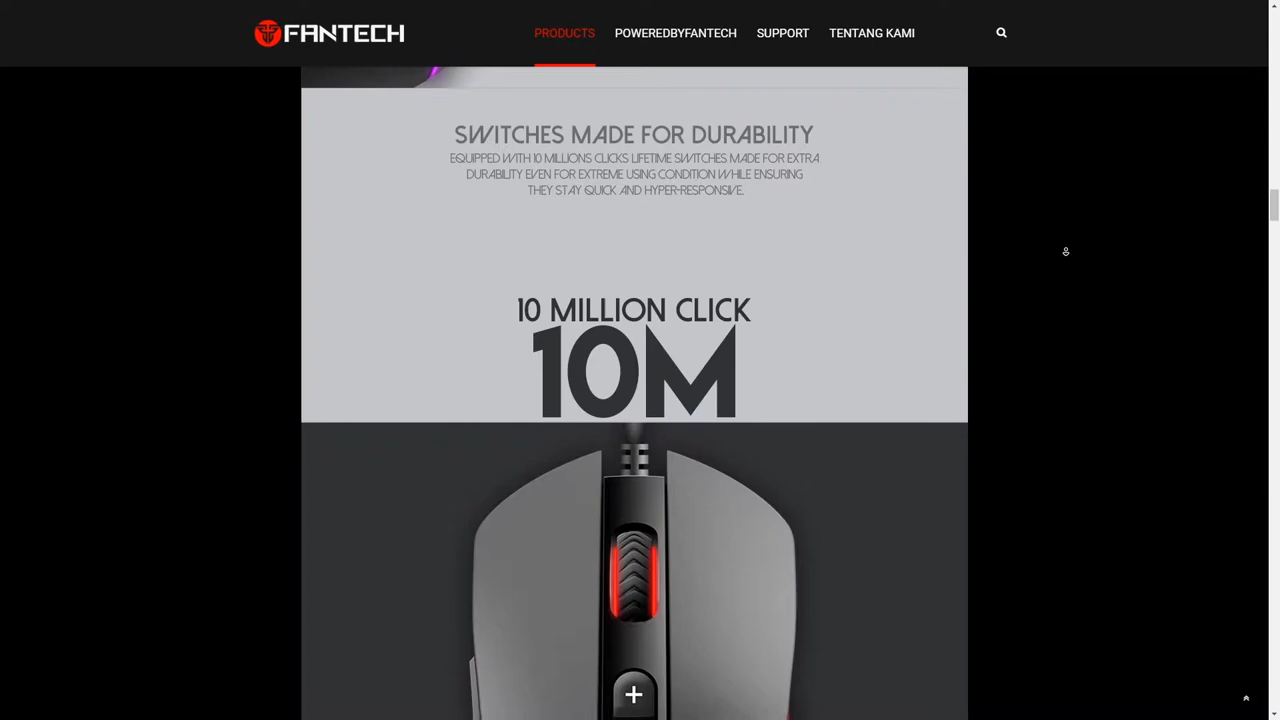 FANTECH
PRODUCTS POWEREDBYFANTECH SUPPORT TENTANG KAMI
SWITCHES MADE FOR DURABILITY
EQUIPPED WITH 10 MILLIONS CLICKS LIFETIME SWITCHES MADE FOR EXTRA
DURABILITY EVEN FOR EXTREME USING CONDITION WHILE ENSURING
THEY STAY QUICK AND HYPER-RESPONSIVE.
10 MILLION CLICK
10M
+